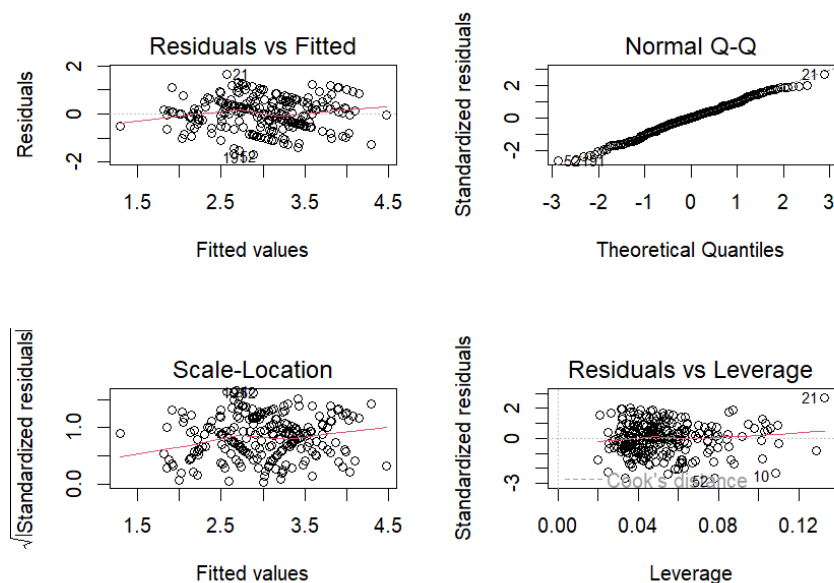 Residuals vs Fitted
Residuals
2
0
-2
21
1.5
2.5
3.5
4.5
Fitted values
Normal Q-Q
Standardized residuals
2
0
-2
21
-3
-2
-1
0
1
2
3
Theoretical Quantiles
Scale-Location
√|Standardized residuals|
1.0
0.0
1.5
2.5
3.5
4.5
Fitted values
Residuals vs Leverage
Standardized residuals
2
0
-3
21
10
52
Cook's distance
0.00
0.04
0.08
0.12
Leverage